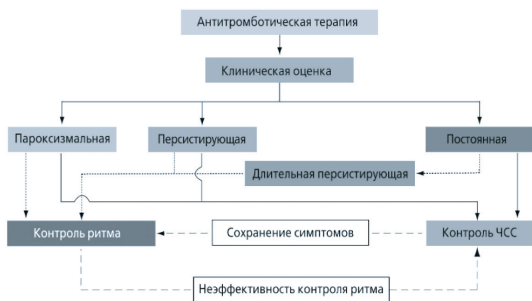 Антитромботическая терапия
Клиническая оценка
Пароксизмальная
Персистирующая
Постоянная
Длительная персистирующая
Контроль ритма
Сохранение симптомов
Контроль ЧСС
Неэффективность контроля ритма